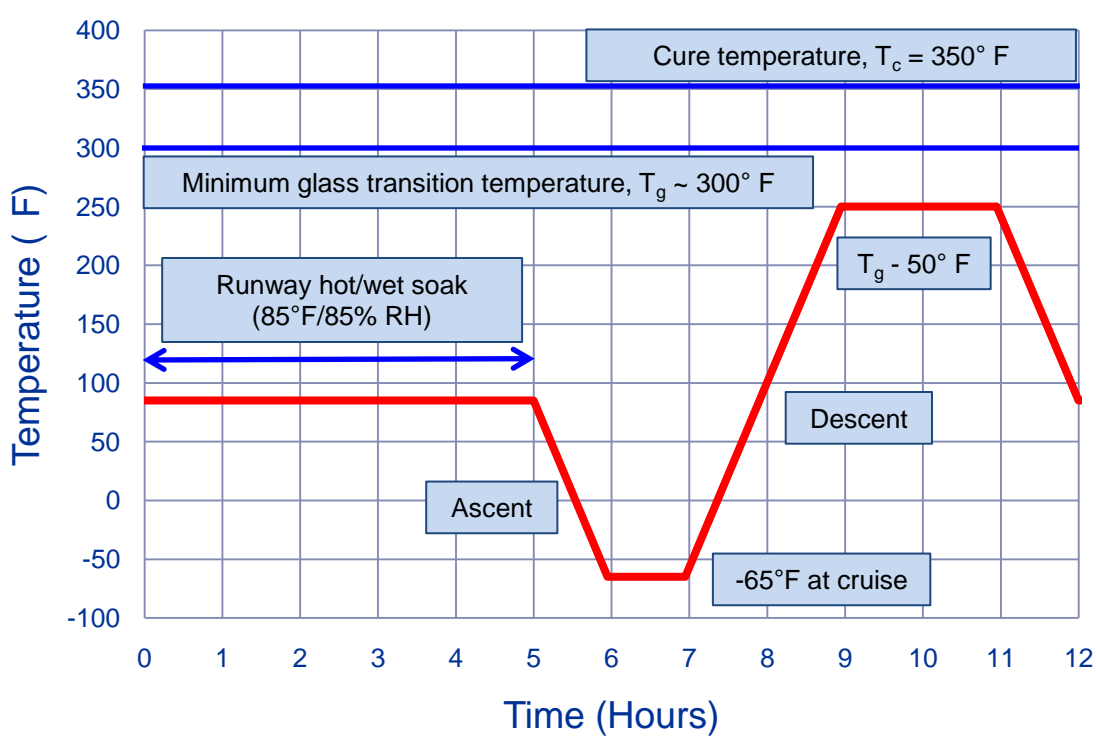 400
350
300
250
200
150
100
50
0
-50
-100
Temperature ( F)
Cure temperature, Tc = 350° F
Minimum glass transition temperature, Tg ~ 300° F
Runway hot/wet soak
(85°F/85% RH)
Tg - 50° F
Descent
Ascent
-65°F at cruise
0 1 2 3 4 5 6 7 8 9 10 11 12
Time (Hours)